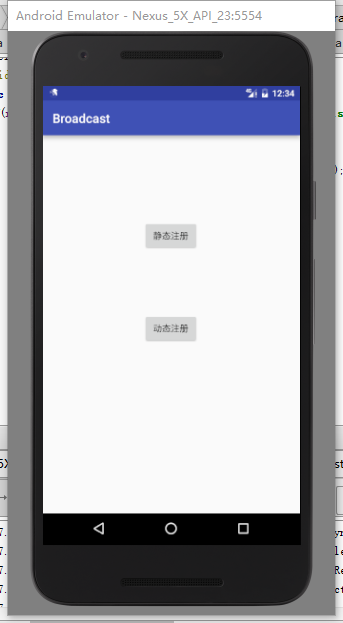 Android Emulator - Nexus_5X_API_23:5554
12:34
Broadcast
静态注册
动态注册